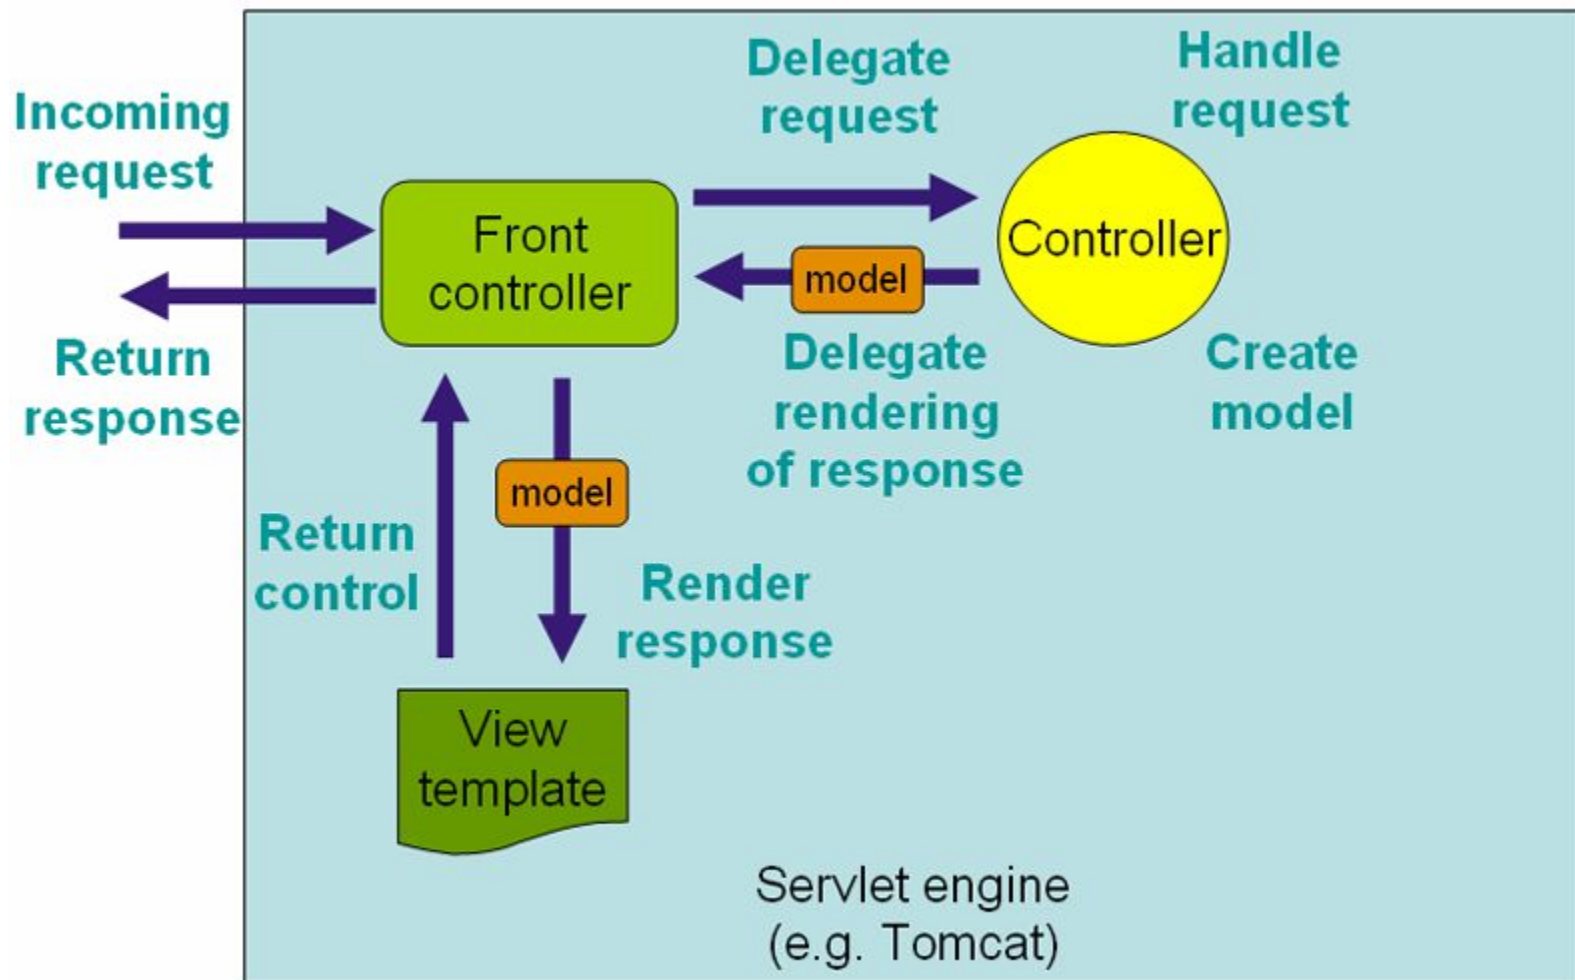 Incoming
request
Delegate
request
Handle
request
Front
controller
Controller
model
Return
response
Delegate
rendering
of response
Create
model
model
Return
control
Render
response
View
template
Servlet engine
(e.g. Tomcat)